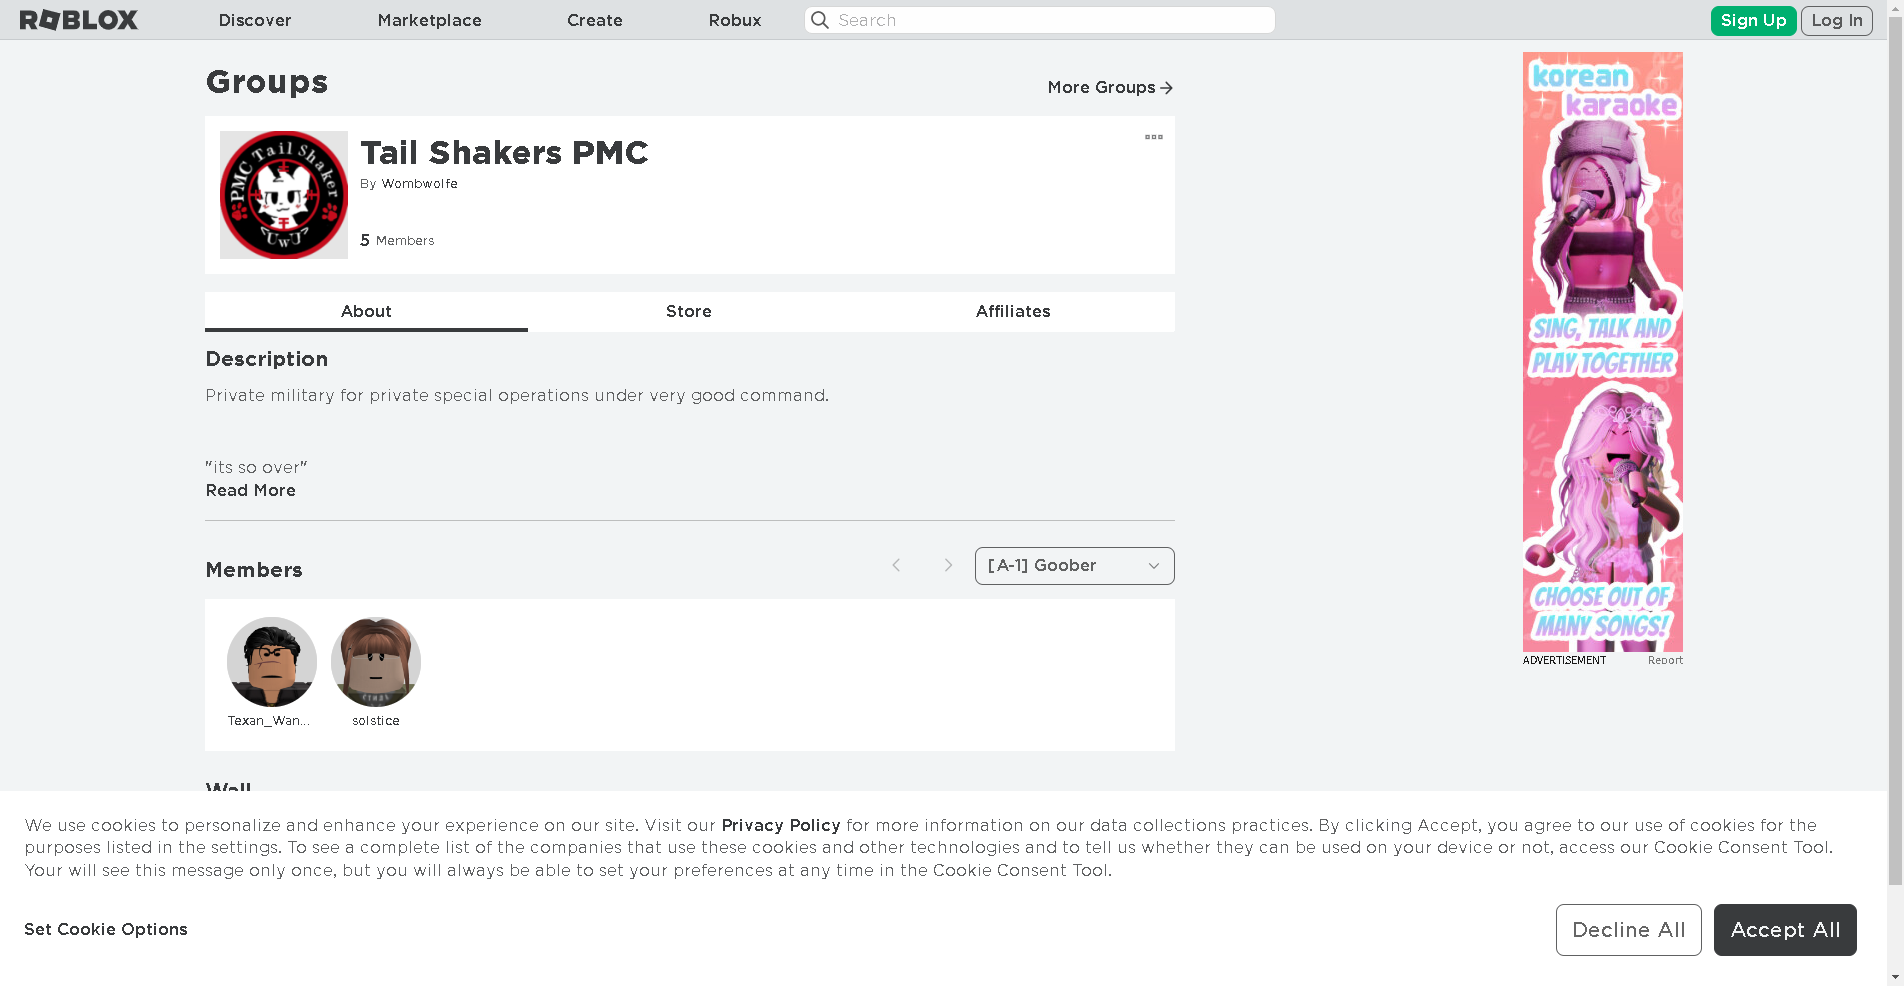 ROBLOX
Discover
Marketplace
Create
Robux
Search
Sign Up
Log In
Groups
More Groups
PMC Tail Shaker
<UwU>
Tail Shakers PMC
By Wombwolfe
5 Members
About
Store
Affiliates
Description
Private military for private special operations under very good command.
"its so over"
Read More
Members
[A-1] Goober
Texan_Wan...
solstice
Wall
korean
karaoke
SING, TALK AND
PLAY TOGETHER
CHOOSE OUT OF
MANY SONGS!
ADVERTISEMENT
Report
We use cookies to personalize and enhance your experience on our site. Visit our Privacy Policy for more information on our data collections practices. By clicking Accept, you agree to our use of cookies for the
purposes listed in the settings. To see a complete list of the companies that use these cookies and other technologies and to tell us whether they can be used on your device or not, access our Cookie Consent Tool.
Your will see this message only once, but you will always be able to set your preferences at any time in the Cookie Consent Tool.
Set Cookie Options
Decline All
Accept All